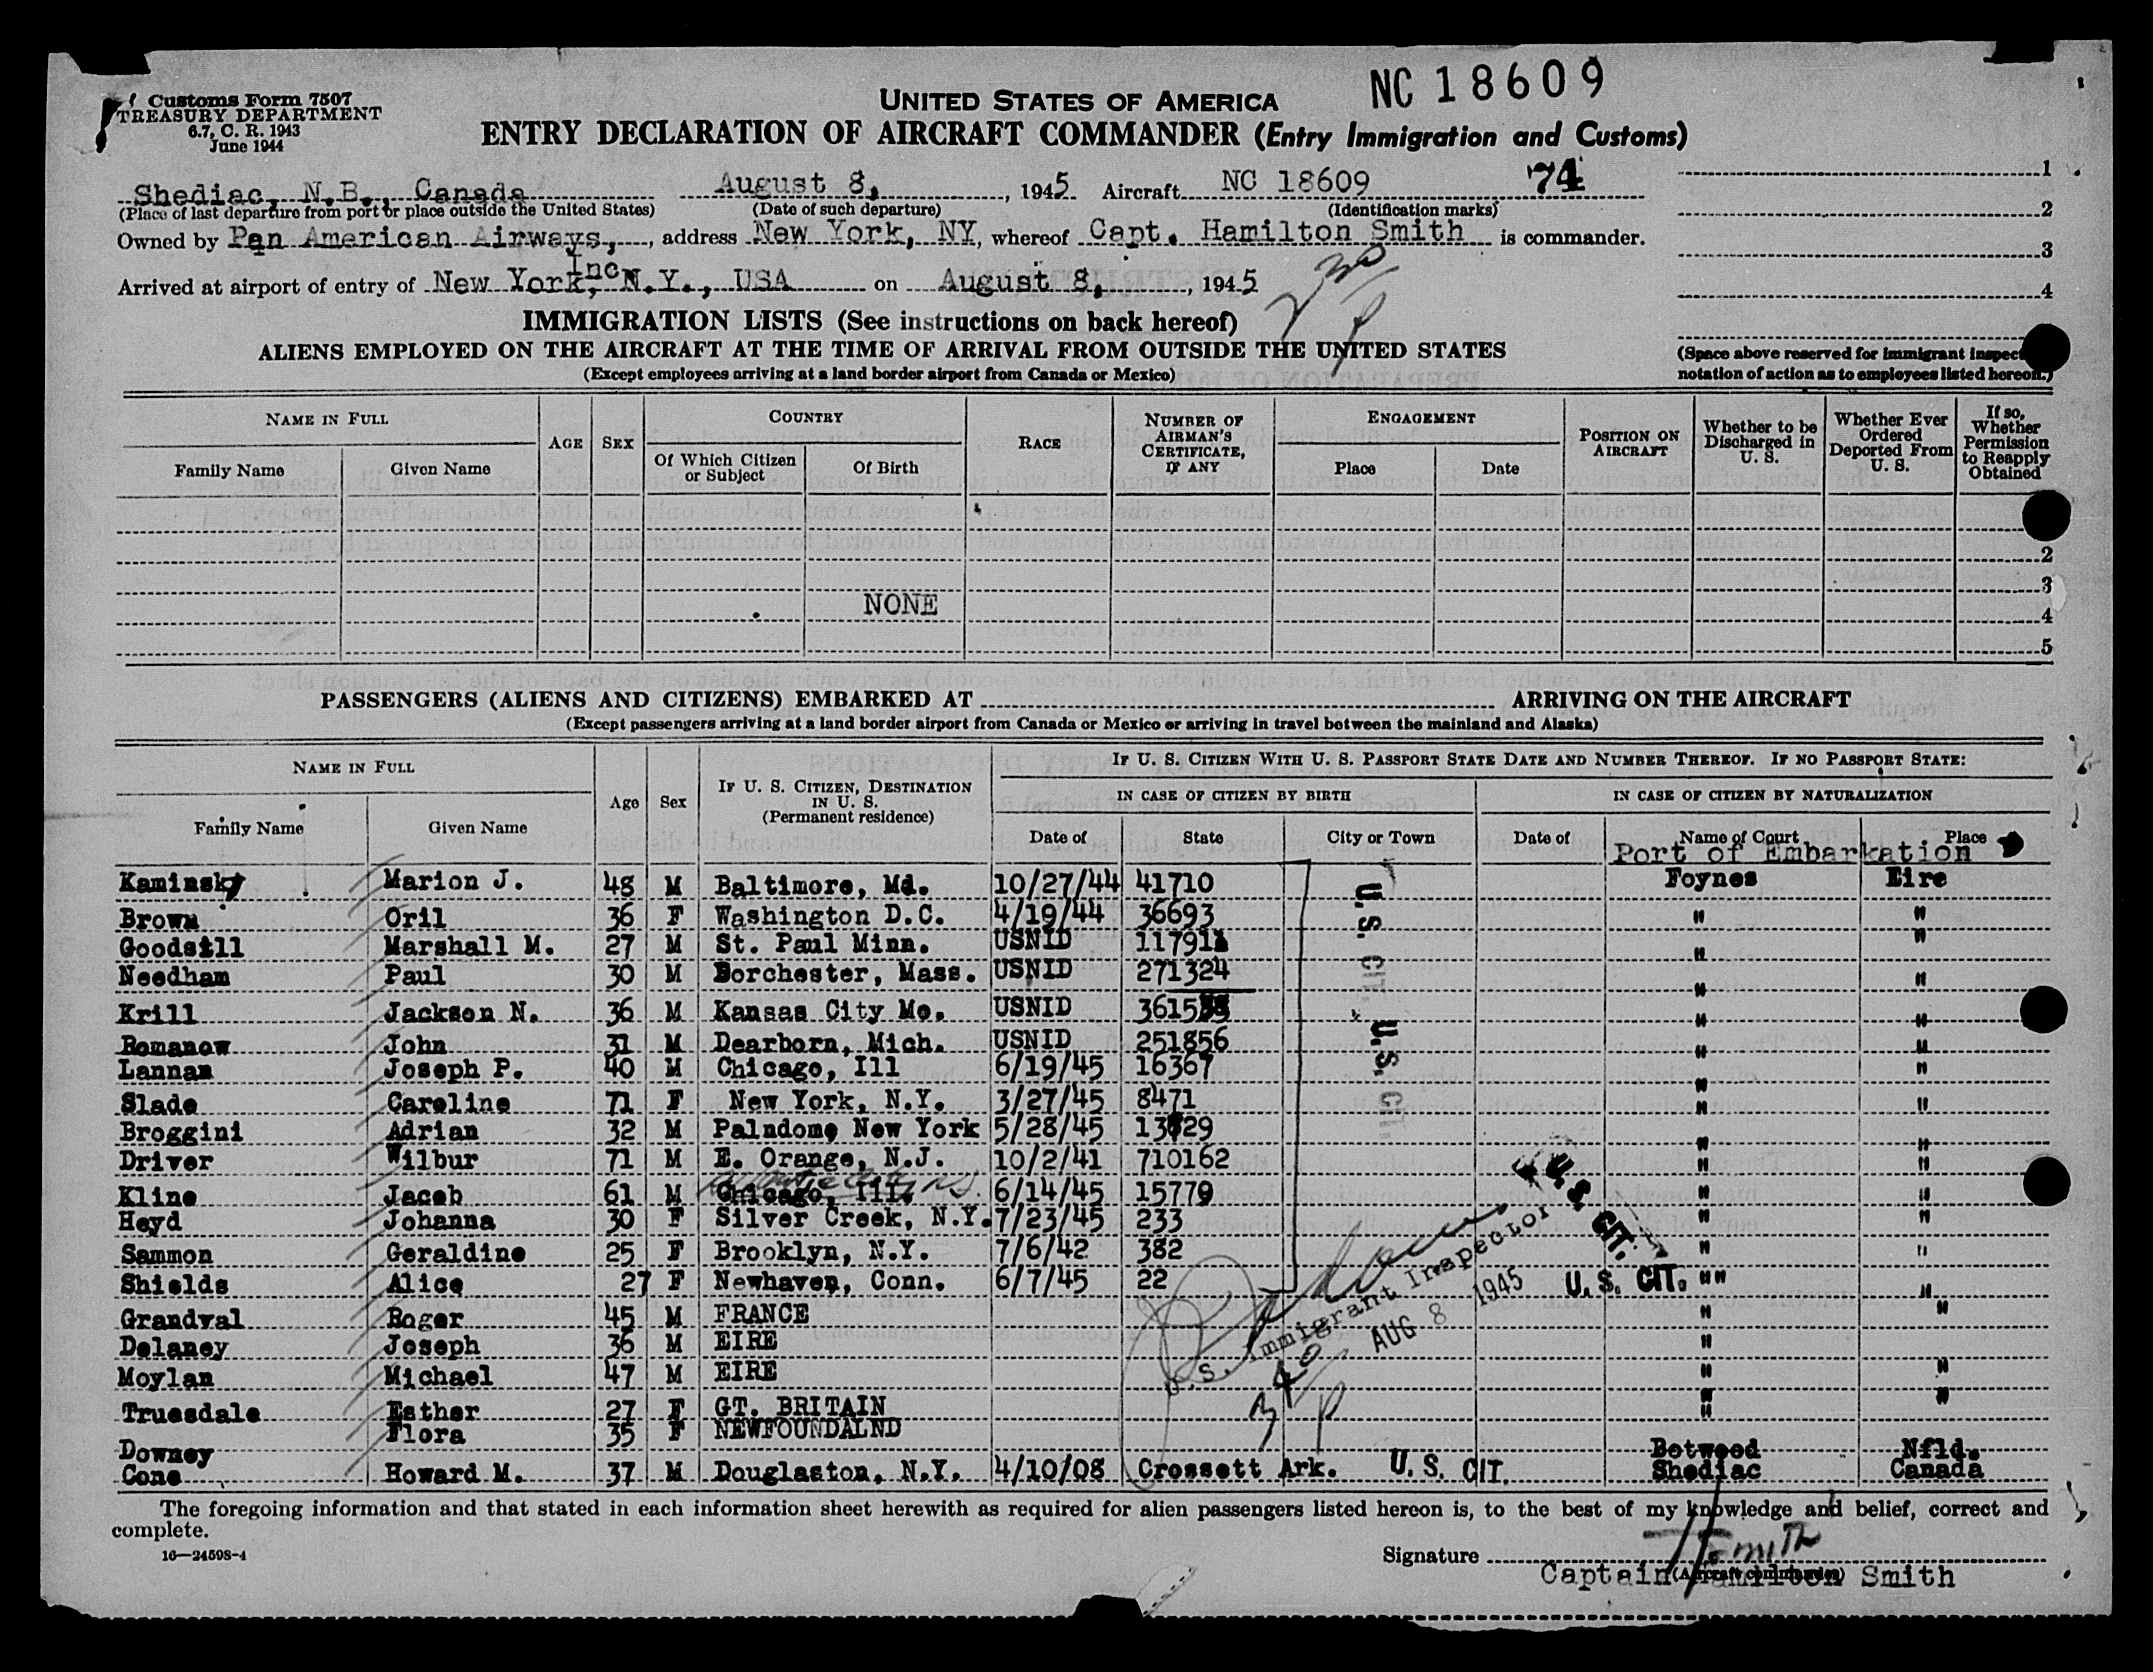 NC 18609
Customs Form 7507
TREASURY DEPARTMENT
6.7, C. R. 1943
June 1944
UNITED STATES OF AMERICA
ENTRY DECLARATION OF AIRCRAFT COMMANDER (Entry Immigration and Customs)
Shediac, N.B., Canada August 8, , 1945 Aircraft NC 18609 74 1
(Place of last departure from port or place outside the United States) (Date of such departure) (Identification marks) 2
Owned by Pan American Airways, , address New York, NY, whereof Capt. Hamilton Smith is commander. 3
Inc.
Arrived at airport of entry of New York, N.Y., USA on August 8, , 1945 4
2 30 P
IMMIGRATION LISTS (See instructions on back hereof)
ALIENS EMPLOYED ON THE AIRCRAFT AT THE TIME OF ARRIVAL FROM OUTSIDE THE UNITED STATES (Space above reserved for immigrant inspect
(Except employees arriving at a land border airport from Canada or Mexico) notation of action as to employees listed hereon.)
NAME IN FULL AGE SEX COUNTRY RACE NUMBER OF AIRMAN'S CERTIFICATE, IF ANY ENGAGEMENT POSITION ON AIRCRAFT Whether to be Discharged in U. S. Whether Ever Ordered Deported From U. S. If so, Whether Permission to Reapply Obtained
Family Name Given Name Of Which Citizen or Subject Of Birth Place Date
2
3
NONE 4
5
PASSENGERS (ALIENS AND CITIZENS) EMBARKED AT ARRIVING ON THE AIRCRAFT
(Except passengers arriving at a land border airport from Canada or Mexico or arriving in travel between the mainland and Alaska)
NAME IN FULL Age Sex IF U. S. CITIZEN, DESTINATION IN U. S. (Permanent residence) IF U. S. CITIZEN WITH U. S. PASSPORT STATE DATE AND NUMBER THEREOF. IF NO PASSPORT STATE:
IN CASE OF CITIZEN BY BIRTH IN CASE OF CITIZEN BY NATURALIZATION
Family Name Given Name Date of State City or Town Date of Name of Court Place
Port of Embarkation
Kaminsky Marion J. 48 M Baltimore, Md. 10/27/44 41710 Foynes Eire
Brown Oril 36 F Washington D.C. 4/19/44 36693 " "
Goodsill Marshall M. 27 M St. Paul Minn. USNID " "
Needham Paul 30 M Dorchester, Mass. USNID 271324 " "
Krill Jackson N. 36 M Kansas City Mo. USNID " "
Romanow John 31 M Dearborn, Mich. USNID 251856 " "
Lannan Joseph P. 40 M Chicago, Ill 6/19/45 16367 " "
Slade Caroline 71 F New York, N.Y. 3/27/45 8471 " "
Broggini Adrian 32 M Palndome New York 5/28/45 " "
Driver Wilbur 71 M E. Orange, N.J. 10/2/41 710162 " "
Kline Jacob 61 M Chicago, Ill. 6/14/45 15779 " "
Heyd Johanna 30 F Silver Creek, N.Y. 7/23/45 233 " "
Sammon Geraldine 25 F Brooklyn, N.Y. 7/6/42 382 " "
Shields Alice 27 F Newhaven, Conn. 6/7/45 22 U. S. CIT. "" "
Grandval Roger 45 M FRANCE " "
Delaney Joseph 36 M EIRE "
Moylan Michael 47 M EIRE " "
Truesdale Esther 27 F GT. BRITAIN " "
Downey Flora 35 F NEWFOUNDALND Botwood Nfld.
Cone Howard M. 37 M Douglaston, N.Y. 4/10/08 Crossett Ark. U. S. CIT. Shediac Canada
U. S. CIT.
U. S. CIT.
U. S. CIT.
U. S. Immigrant Inspector
AUG 8 1945
3 40 P
The foregoing information and that stated in each information sheet herewith as required for alien passengers listed hereon is, to the best of my knowledge and belief, correct and
complete.
16—24598-4
Signature H Smith
(Aircraft commander)
Captain Hamilton Smith